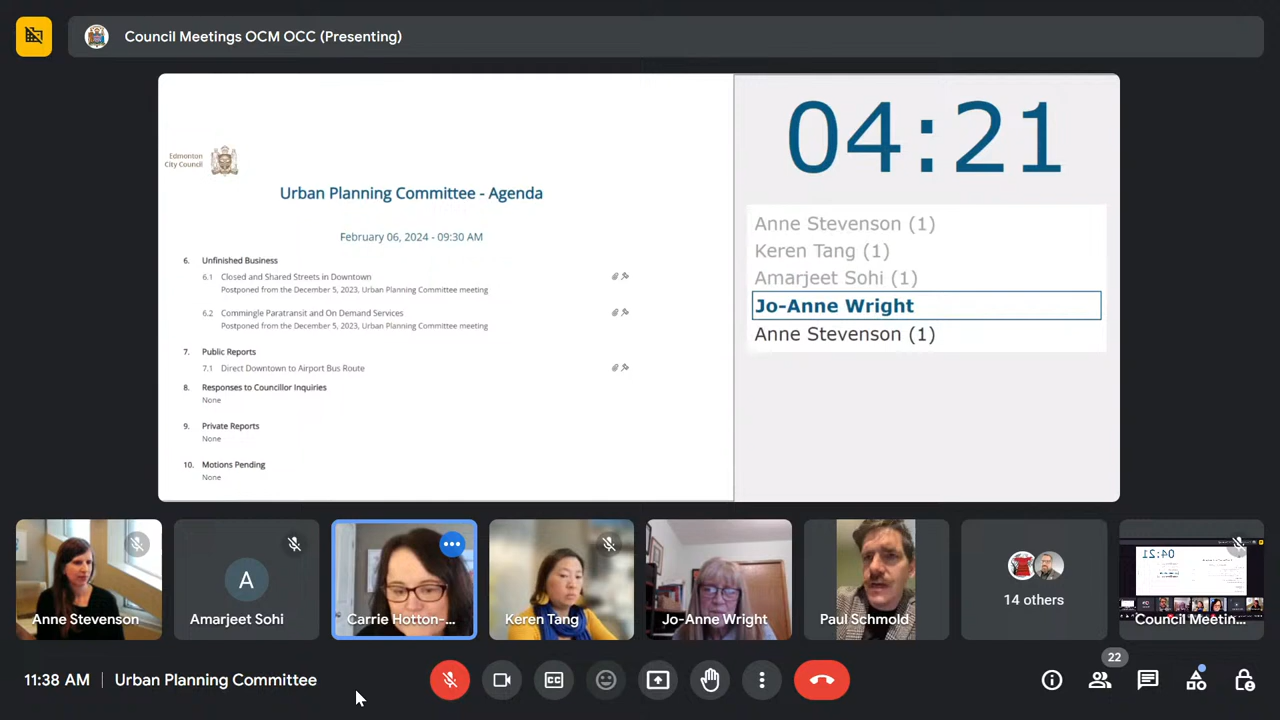 Council Meetings OCM OCC (Presenting)
Edmonton
City Council
Urban Planning Committee - Agenda
February 06, 2024 - 09:30 AM
6. Unfinished Business
6.1 Closed and Shared Streets in Downtown
Postponed from the December 5, 2023, Urban Planning Committee meeting
6.2 Commingle Paratransit and On Demand Services
Postponed from the December 5, 2023, Urban Planning Committee meeting
7. Public Reports
7.1 Direct Downtown to Airport Bus Route
8. Responses to Councillor Inquiries
None
9. Private Reports
None
10. Motions Pending
None
04:21
Anne Stevenson (1)
Keren Tang (1)
Amarjeet Sohi (1)
Jo-Anne Wright
Anne Stevenson (1)
Anne Stevenson
A
Amarjeet Sohi
Carrie Hotton-...
Keren Tang
Jo-Anne Wright
Paul Schmold
14 others
04:21
Council Meetin...
11:38 AM | Urban Planning Committee
CC
22